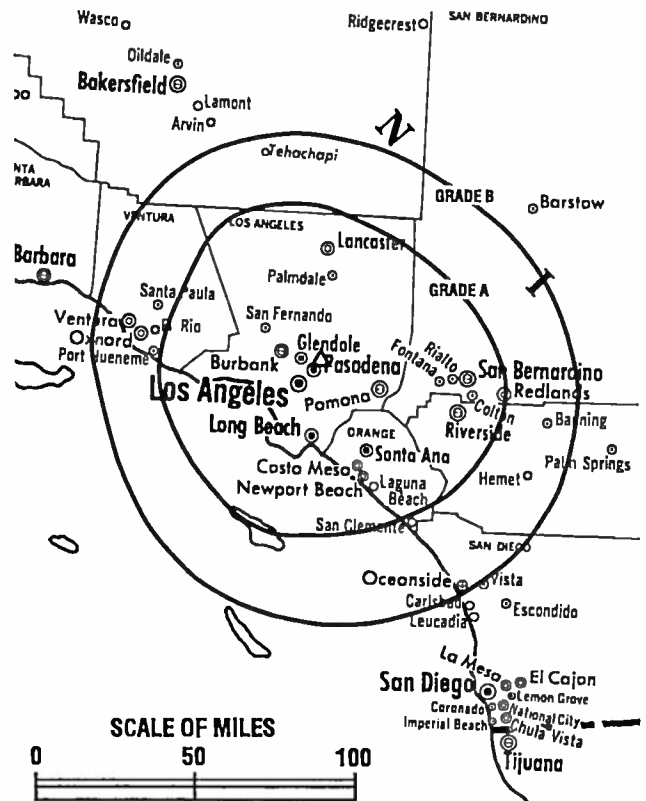 SAN BERNARDINO
Wasco
Ridgecrest
Oildale
Bakersfield
Lamont
Arvin
N
Tehachapi
NTA
RBARA
GRADE B
Barstow
VENTURA
LOS ANGELES
Lancaster
Barbara
Palmdale
GRADE A
Santa Paula
San Fernando
Ventura
El Rio
Oxnard
Port Hueneme
Glendole
Burbank
Pasadena
Rialto
Fontana
San Bernardino
Los Angeles
Redlands
Pomona
Colton
Long Beach
ORANGE
Riverside
Banning
Santa Ana
Palm Springs
Costa Mesa
Hemet
Newport Beach
Laguna
Beach
San Clemente
SAN DIEGO
Oceanside
Vista
Carlsbad
Escondido
Leucadia
La Mesa
El Cajon
San Diego
Lemon Grove
Coronado
National City
Imperial Beach
Chula Vista
SCALE OF MILES
Tijuana
0 50 100